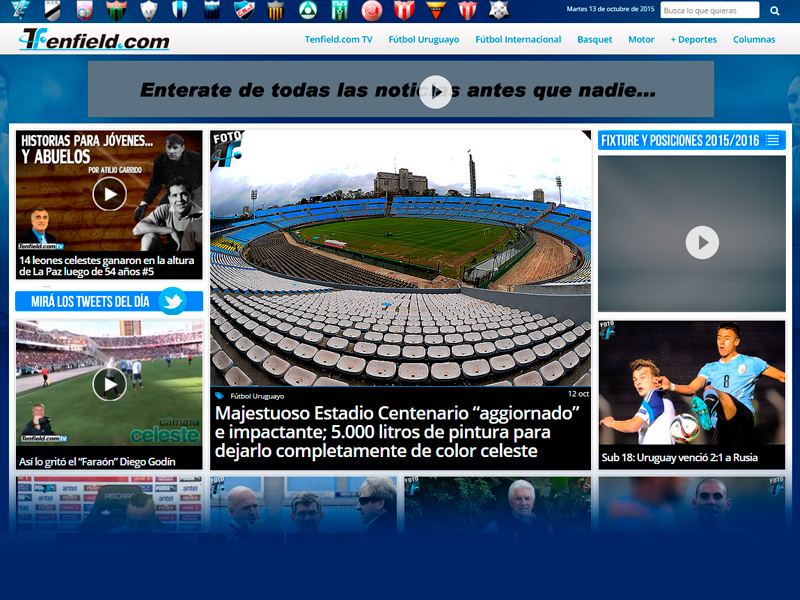 Martes 13 de octubre de 2015
Busca lo que quieras
Tenfield.com
Tenfield.com TV
Fútbol Uruguayo
Fútbol Internacional
Basquet
Motor
+ Deportes
Columnas
Enterate de todas las noticias antes que nadie...
HISTORIAS PARA JÓVENES...
Y ABUELOS
POR ATILIO GARRIDO
Tenfield.com TV
14 leones celestes ganaron en la altura
de La Paz luego de 54 años #5
MIRÁ LOS TWEETS DEL DÍA
cámara
celeste
Tenfield.com TV
Así lo gritó el “Faraón” Diego Godín
FOTO
Fútbol Uruguayo
12 oct
Majestuoso Estadio Centenario “aggiornado”
e impactante; 5.000 litros de pintura para
dejarlo completamente de color celeste
FIXTURE Y POSICIONES 2015/2016
FOTO
8
Sub 18: Uruguay venció 2:1 a Rusia
FOTO
FOTO
FOTO